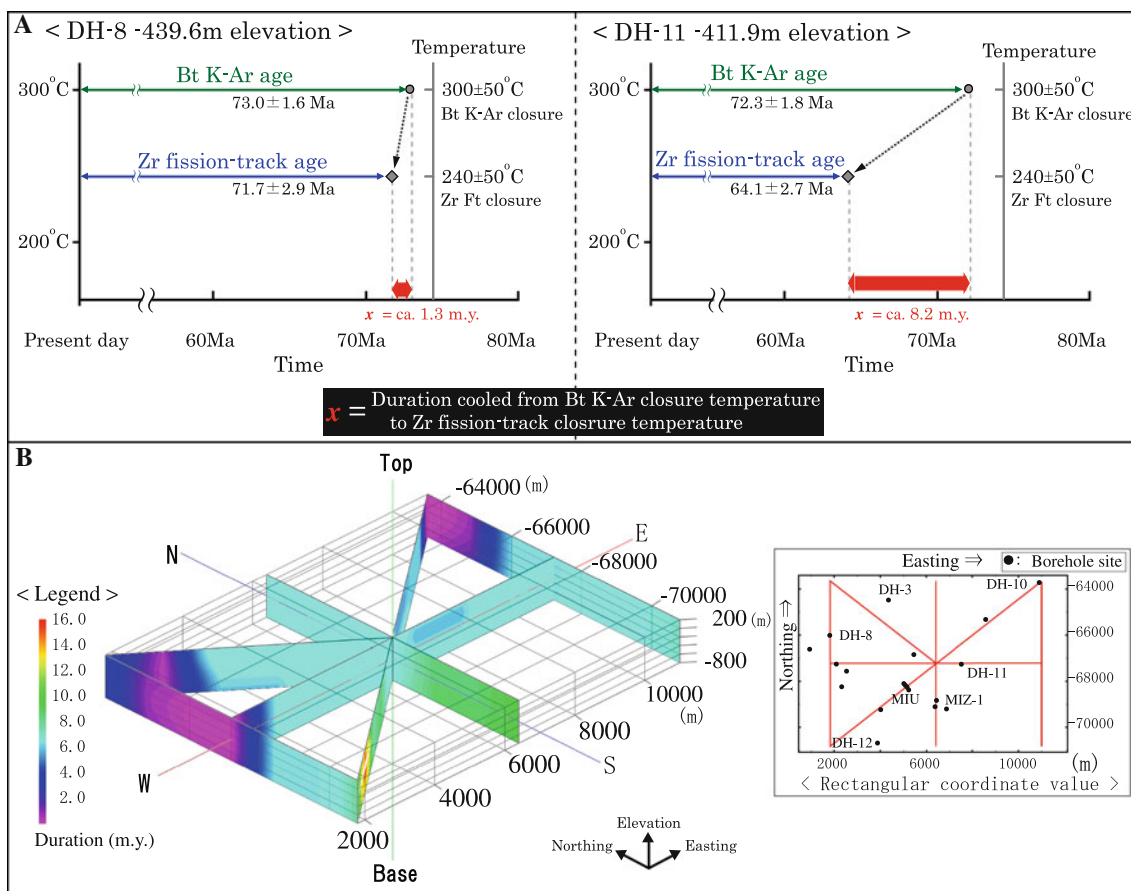 A
< DH-8 -439.6m elevation >
Temperature
300°C
Bt K-Ar age
73.0±1.6 Ma
300±50°C
Bt K-Ar closure
Zr fission-track age
71.7±2.9 Ma
240±50°C
Zr Ft closure
200°C
x = ca. 1.3 m.y.
Present day
60Ma
70Ma
80Ma
Time
< DH-11 -411.9m elevation >
Temperature
300°C
Bt K-Ar age
72.3±1.8 Ma
300±50°C
Bt K-Ar closure
Zr fission-track age
64.1±2.7 Ma
240±50°C
Zr Ft closure
200°C
x = ca. 8.2 m.y.
Present day
60Ma
70Ma
80Ma
Time
x = Duration cooled from Bt K-Ar closure temperature
to Zr fission-track closrure temperature
B
Top
-64000 (m)
-66000
E
-68000
N
-70000
200 (m)
-800
10000
(m)
8000
S
6000
4000
2000
W
Base
< Legend >
16. 0
14. 0
12. 0
10. 0
8. 0
6. 0
4. 0
2. 0
Duration (m.y.)
Elevation
Northing
Easting
Easting ⇒
● : Borehole site
Northing ⇒
DH-3
DH-10
DH-8
DH-11
MIU
MIZ-1
DH-12
-64000
-66000
-68000
-70000
2000
6000
10000
(m)
< Rectangular coordinate value >